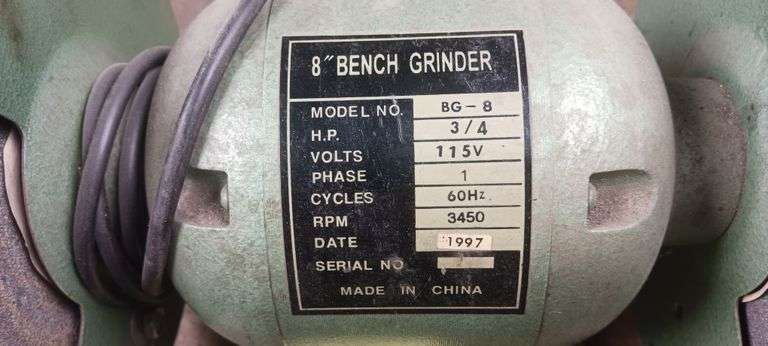 8" BENCH GRINDER
MODEL NO. BG-8
H.P. 3/4
VOLTS 115V
PHASE 1
CYCLES 60Hz
RPM 3450
DATE 1997
SERIAL NO
MADE IN CHINA